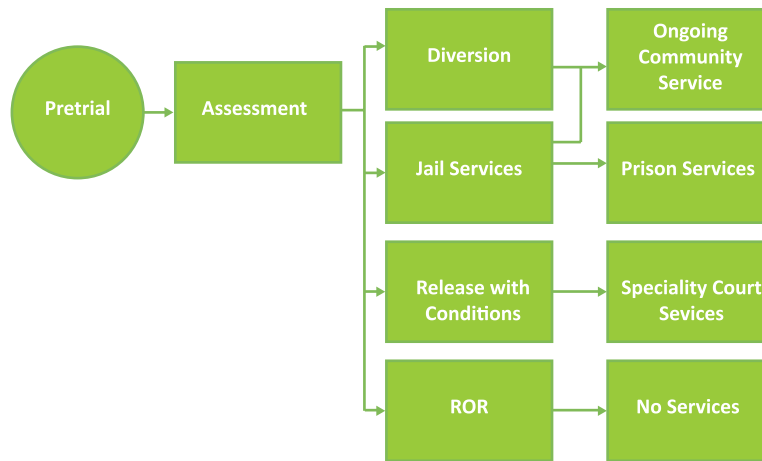 Pretrial
Assessment
Diversion
Ongoing
Community
Service
Jail Services
Prison Services
Release with
Conditions
Speciality Court
Sevices
ROR
No Services